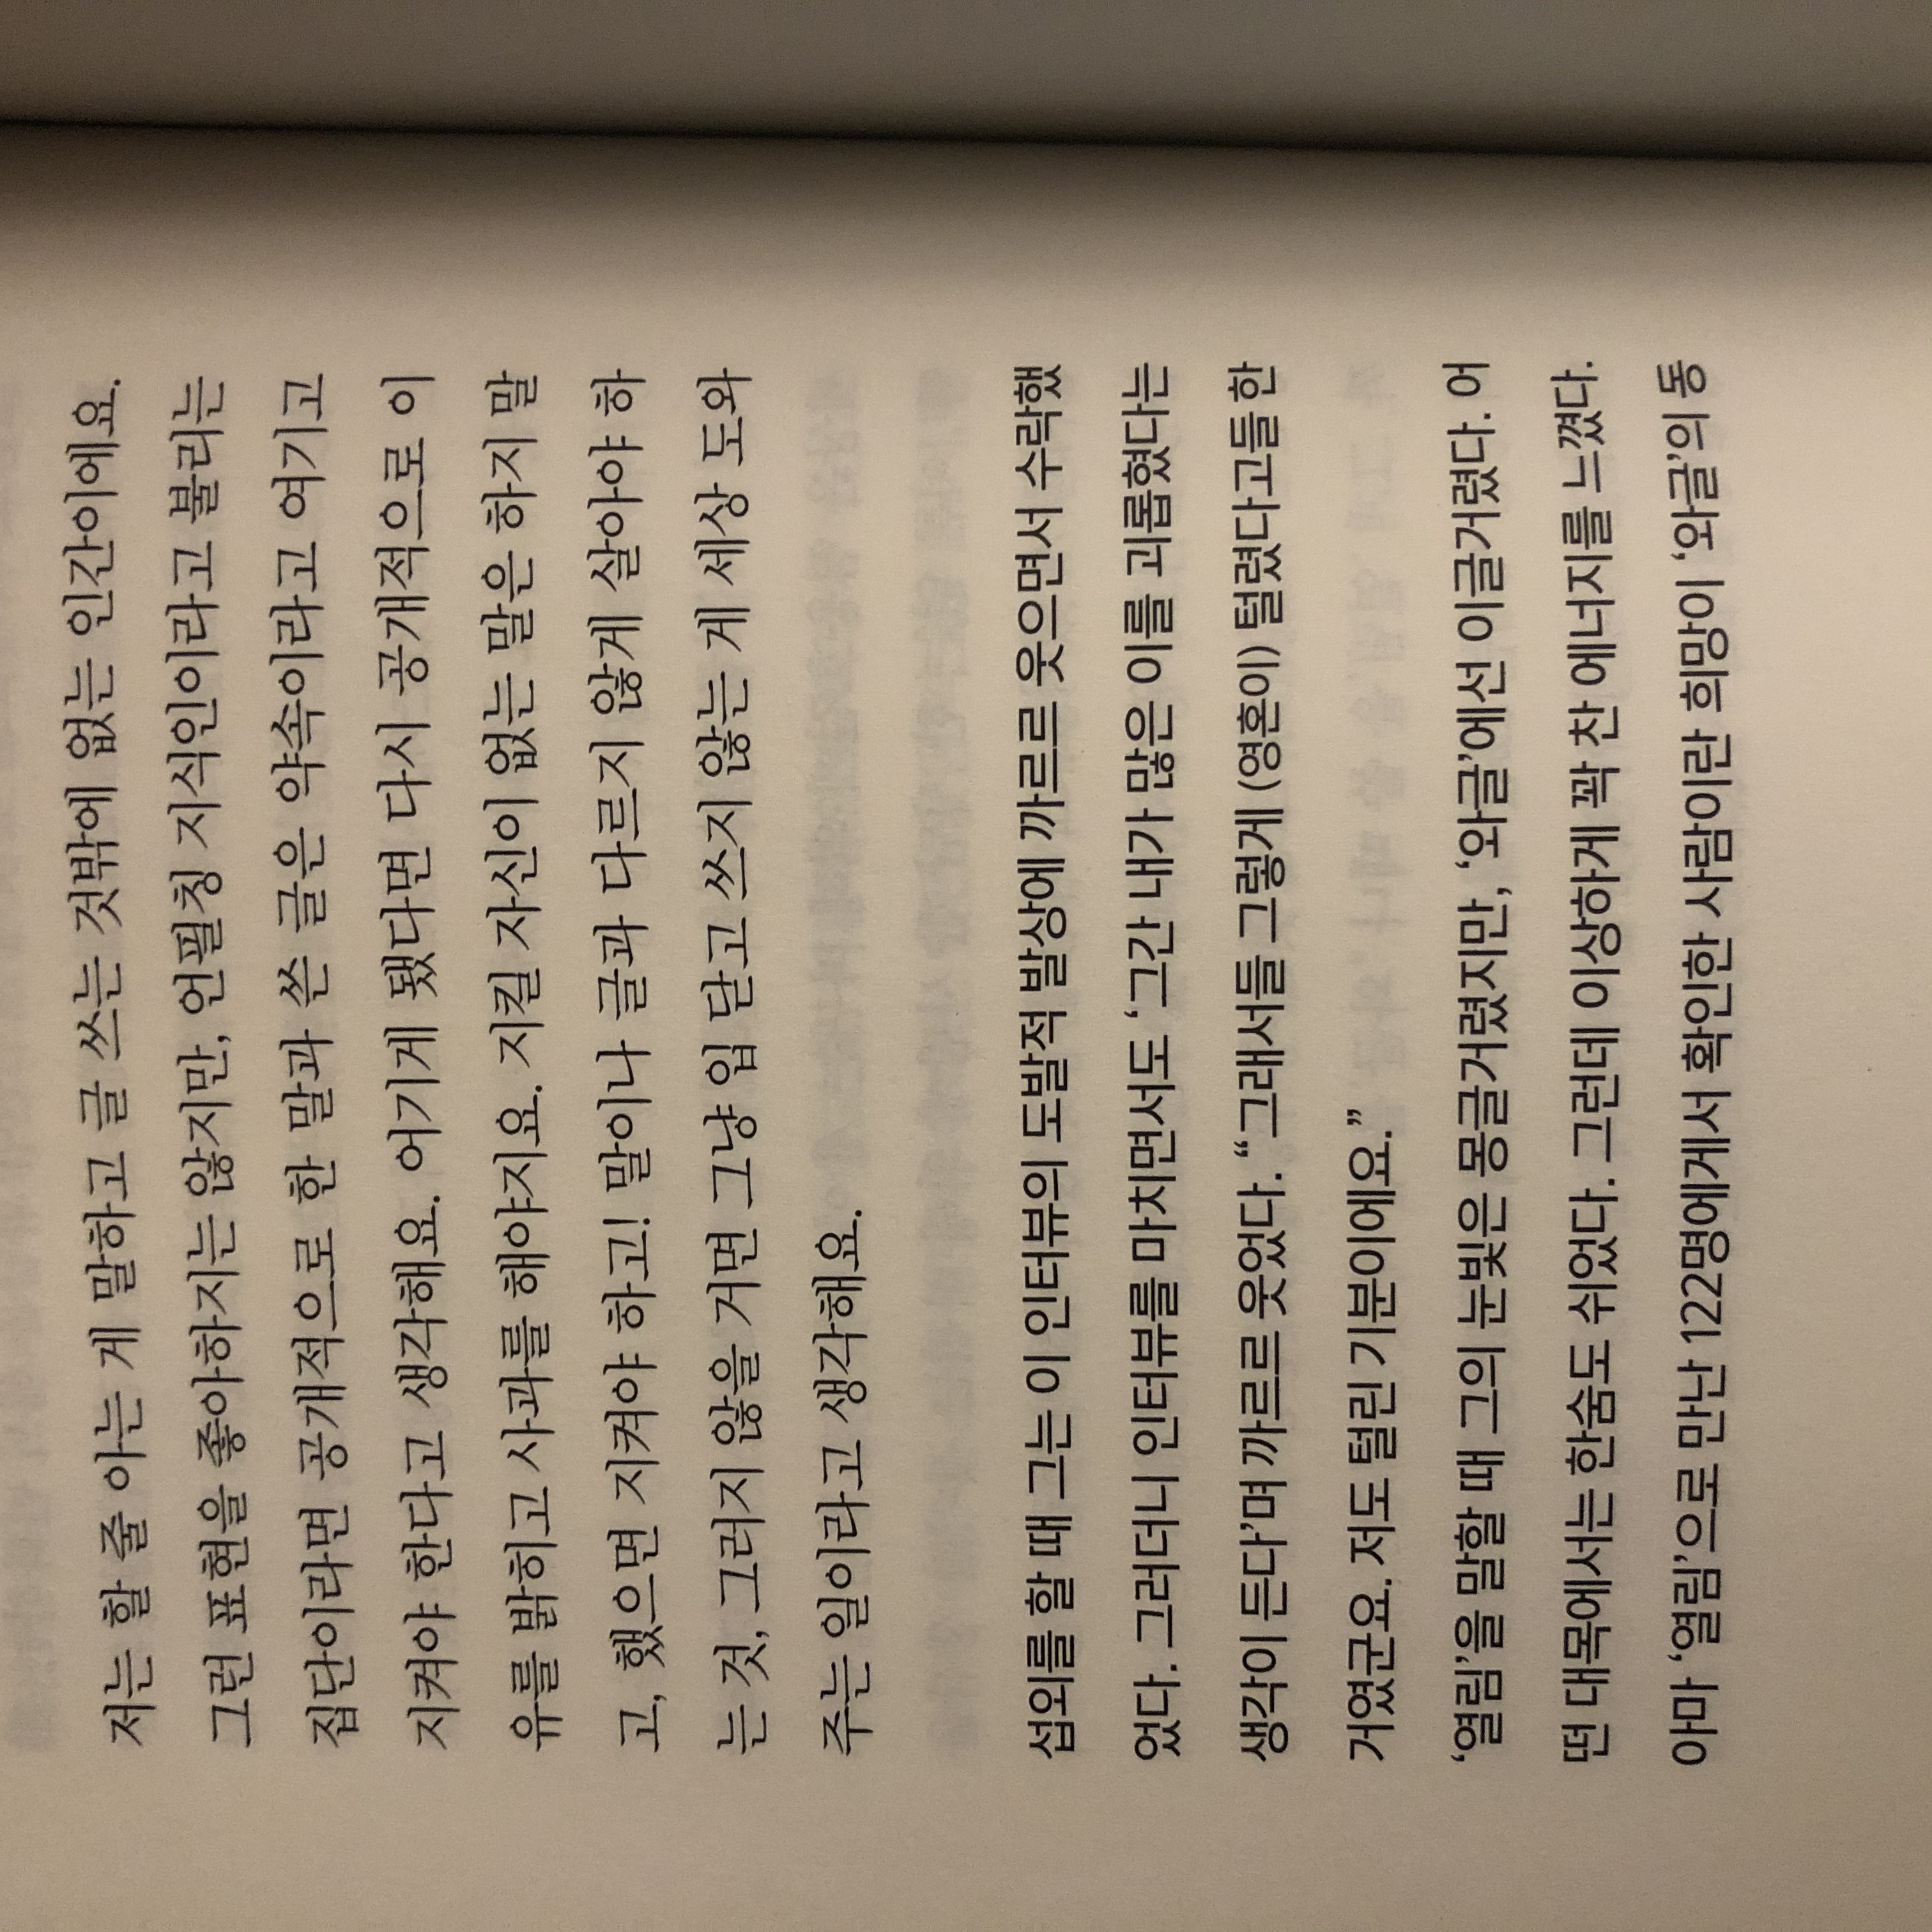 저는 할 줄 아는 게 말하고 글 쓰는 것밖에 없는 인간이에요.
그런 표현을 좋아하지는 않지만, 언필칭 지식인이라고 불리는
집단이라면 공개적으로 한 말과 쓴 글은 약속이라고 여기고
지켜야 한다고 생각해요. 어기게 됐다면 다시 공개적으로 이
유를 밝히고 사과를 해야지요. 지킬 자신이 없는 말은 하지 말
고, 했으면 지켜야 하고! 말이나 글과 다르지 않게 살아야 하
는 것, 그러지 않을 거면 그냥 입 닫고 쓰지 않는 게 세상 도와
주는 일이라고 생각해요.
섭외를 할 때 그는 이 인터뷰의 도발적 발상에 까르르 웃으면서 수락했
었다. 그러더니 인터뷰를 마치면서도 ‘그간 내가 많은 이를 괴롭혔다는
생각이 든다’며 까르르 웃었다. “그래서들 그렇게 (영혼이) 털렸다고들 한
거였군요. 저도 털린 기분이에요.”
‘열림’을 말할 때 그의 눈빛은 몽글거렸지만, ‘와글’에선 이글거렸다. 어
떤 대목에서는 한숨도 쉬었다. 그런데 이상하게 꽉 찬 에너지를 느꼈다.
아마 ‘열림’으로 만난 122명에게서 확인한 사람이란 희망이 ‘와글’의 동